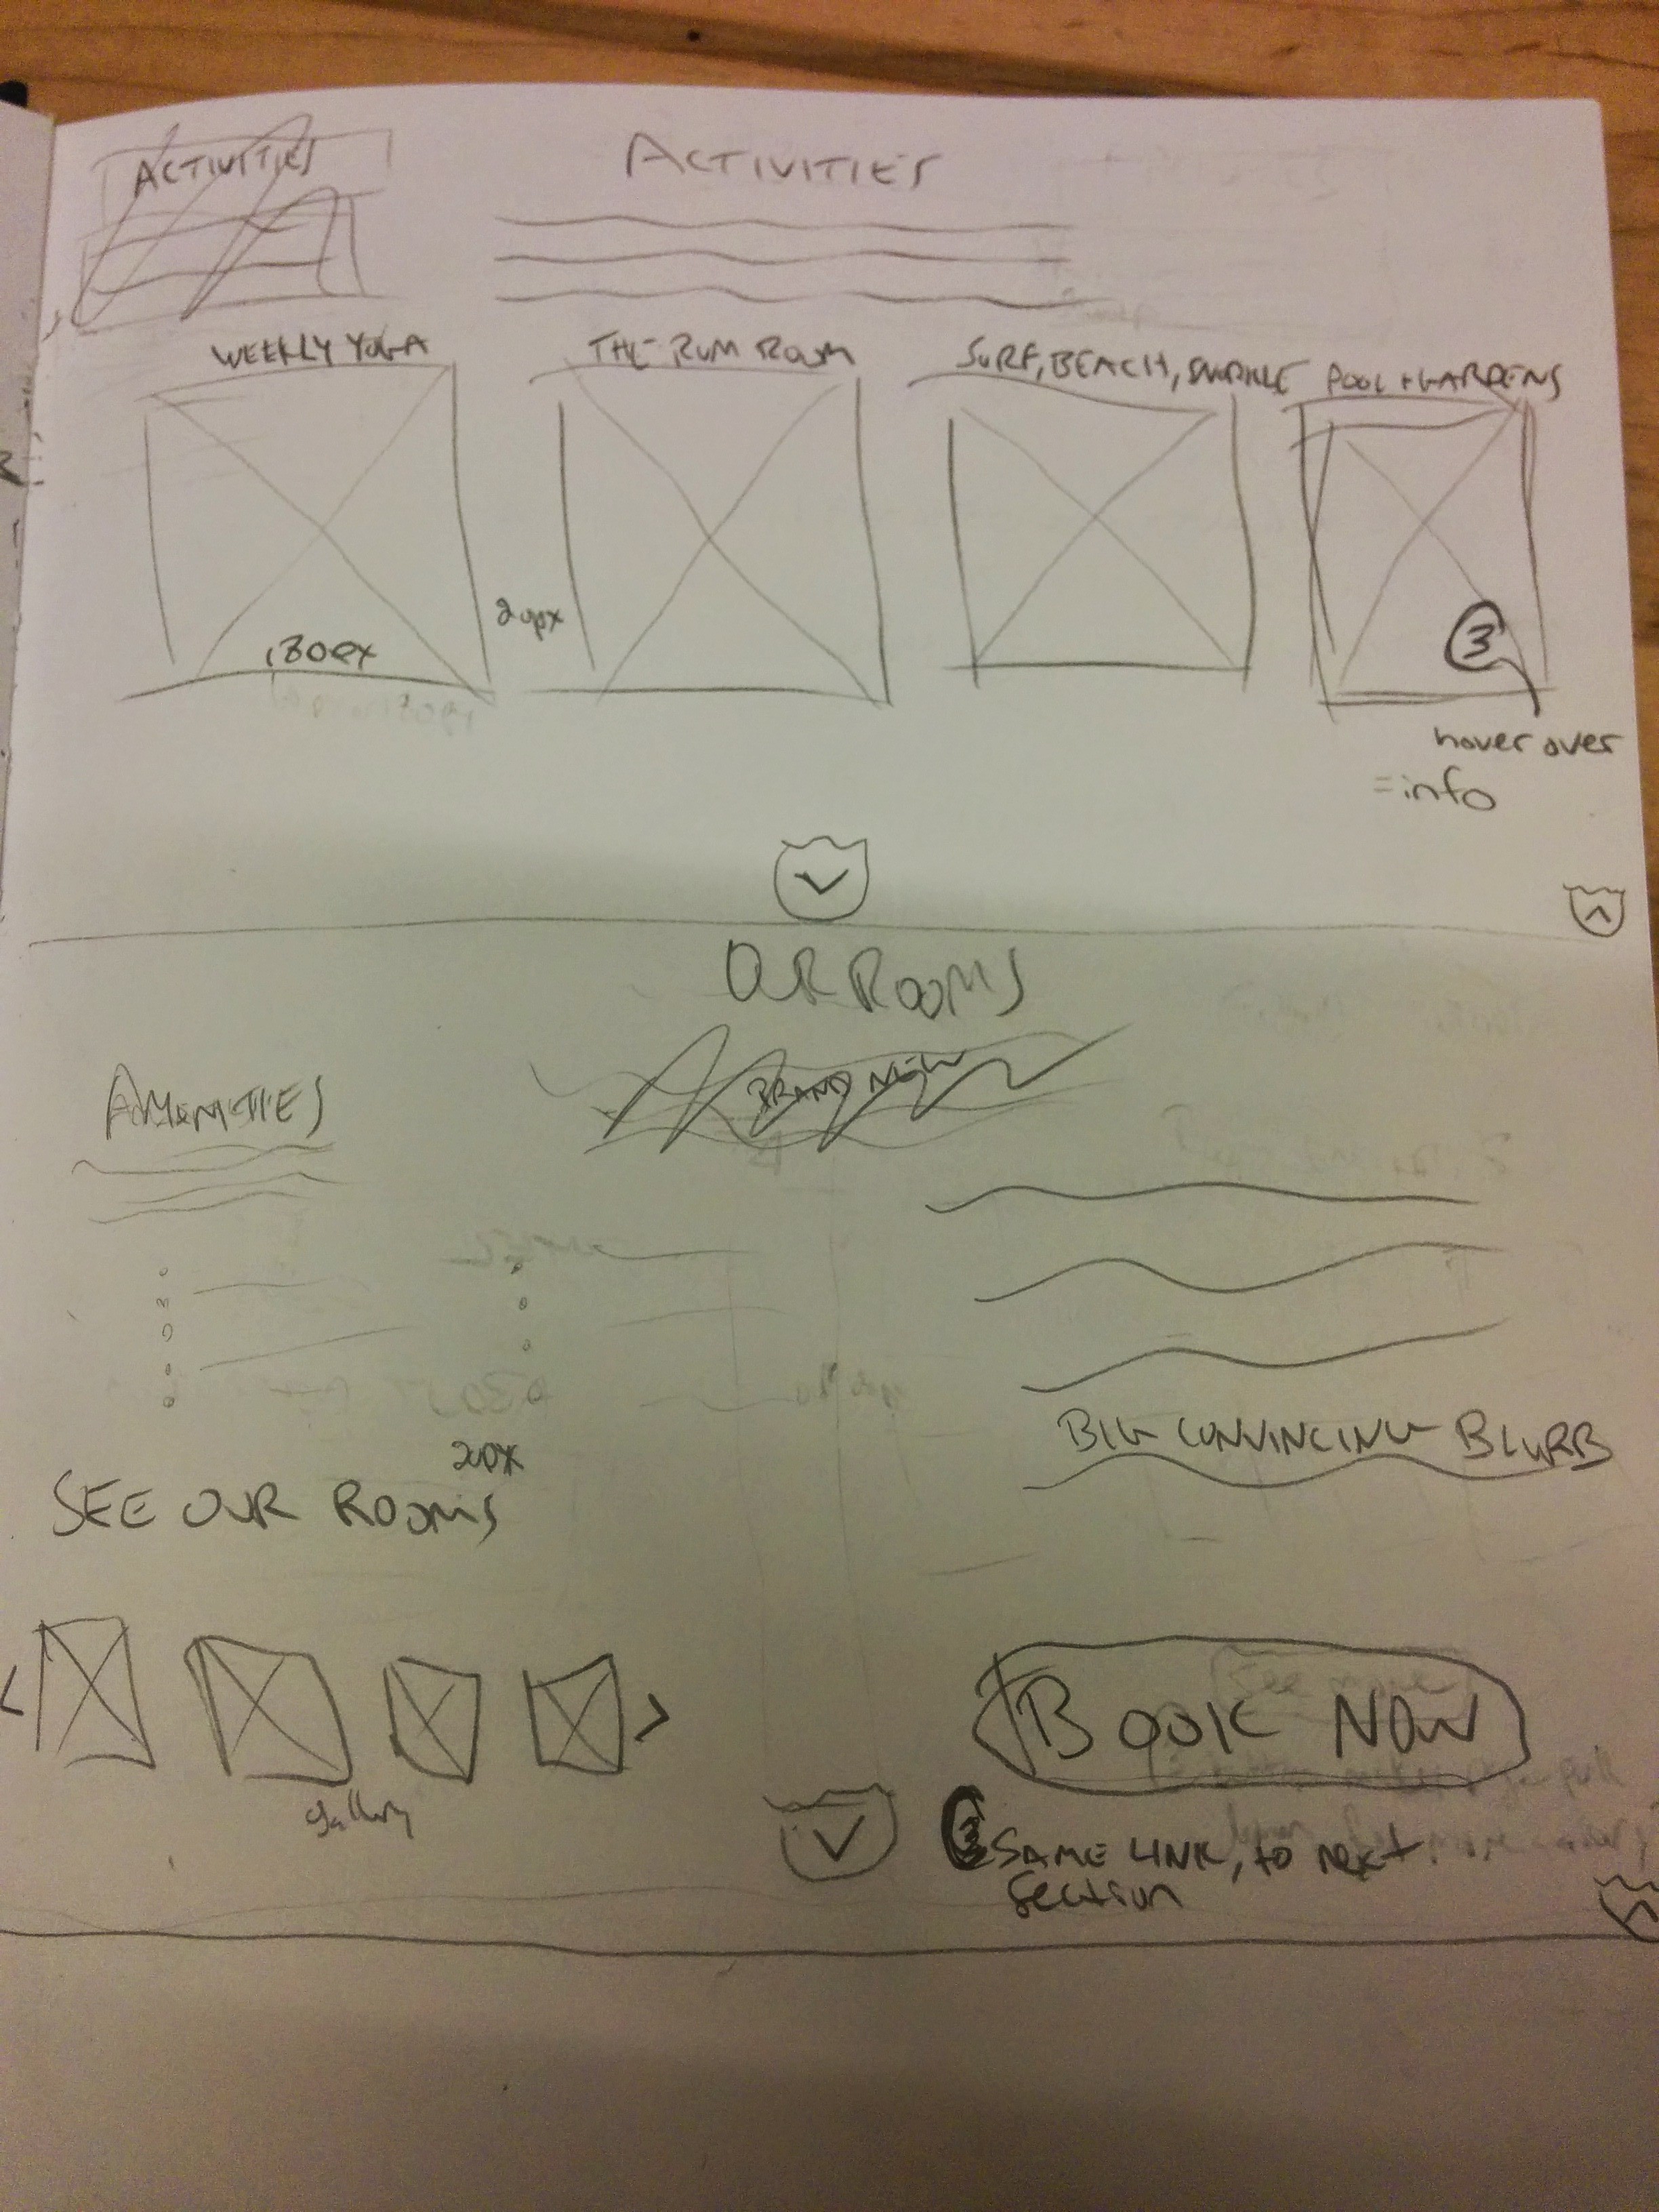 ACTIVITIES
ACTIVITIES
WEEKLY YOGA
THE RUM ROOM
SURF, BEACH, SNORKLE
POOL + GARDENS
20px
180px
3
hover over
= info
OUR ROOMS
BRAND NEW
AMENITIES
BIG CONVINCING BLURB
20px
SEE OUR ROOMS
BOOK NOW
gallery
3 SAME LINK, to next
Section